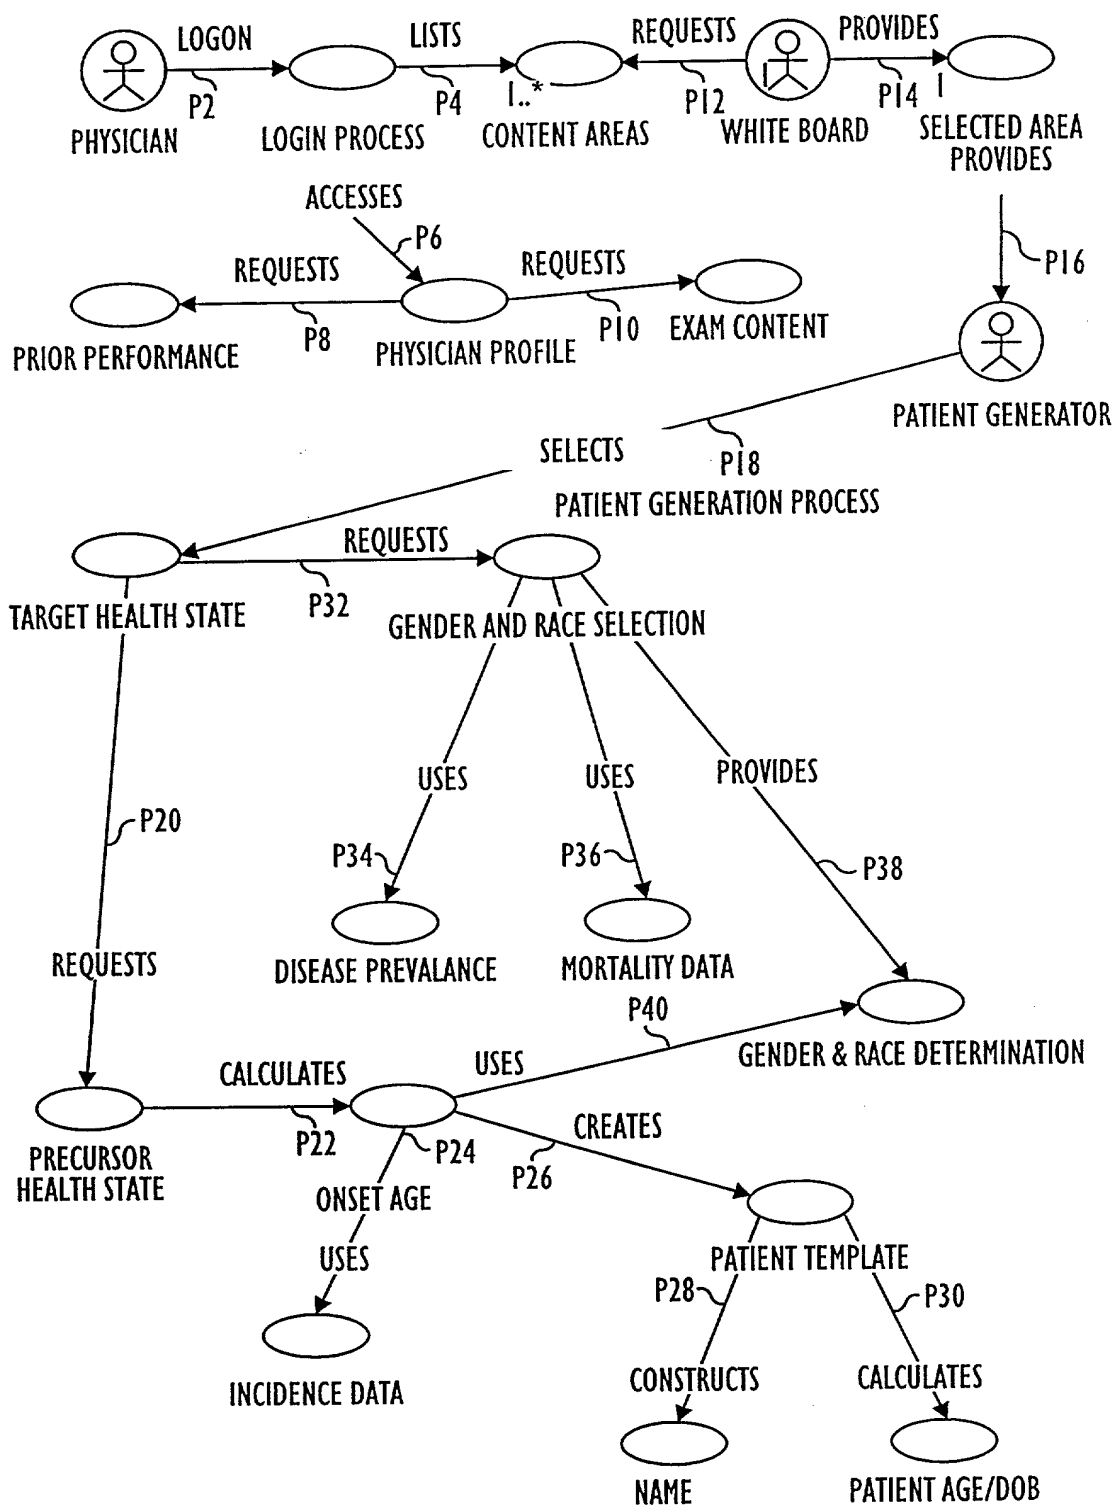 LOGON
LISTS
REQUESTS
PROVIDES
P2
P4
1..*
P12
P14
1
PHYSICIAN
LOGIN PROCESS
CONTENT AREAS
WHITE BOARD
SELECTED AREA
PROVIDES
ACCESSES
P6
P16
REQUESTS
REQUESTS
P8
P10
PRIOR PERFORMANCE
PHYSICIAN PROFILE
EXAM CONTENT
PATIENT GENERATOR
SELECTS
P18
PATIENT GENERATION PROCESS
REQUESTS
P32
TARGET HEALTH STATE
GENDER AND RACE SELECTION
USES
USES
PROVIDES
P20
P34
P36
P38
REQUESTS
DISEASE PREVALANCE
MORTALITY DATA
P40
GENDER & RACE DETERMINATION
USES
CALCULATES
P22
P24
CREATES
P26
PRECURSOR
HEALTH STATE
ONSET AGE
USES
PATIENT TEMPLATE
P28
P30
INCIDENCE DATA
CONSTRUCTS
CALCULATES
NAME
PATIENT AGE/DOB